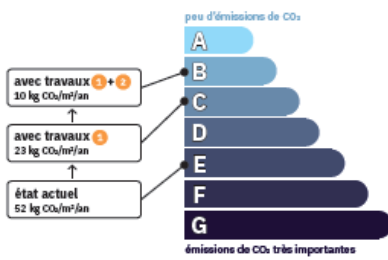 peu d'émissions de CO₂
A
avec travaux 1+2
10 kg CO₂/m²/an
B
C
avec travaux 1
23 kg CO₂/m²/an
D
E
état actuel
52 kg CO₂/m²/an
F
G
émissions de CO₂ très importantes